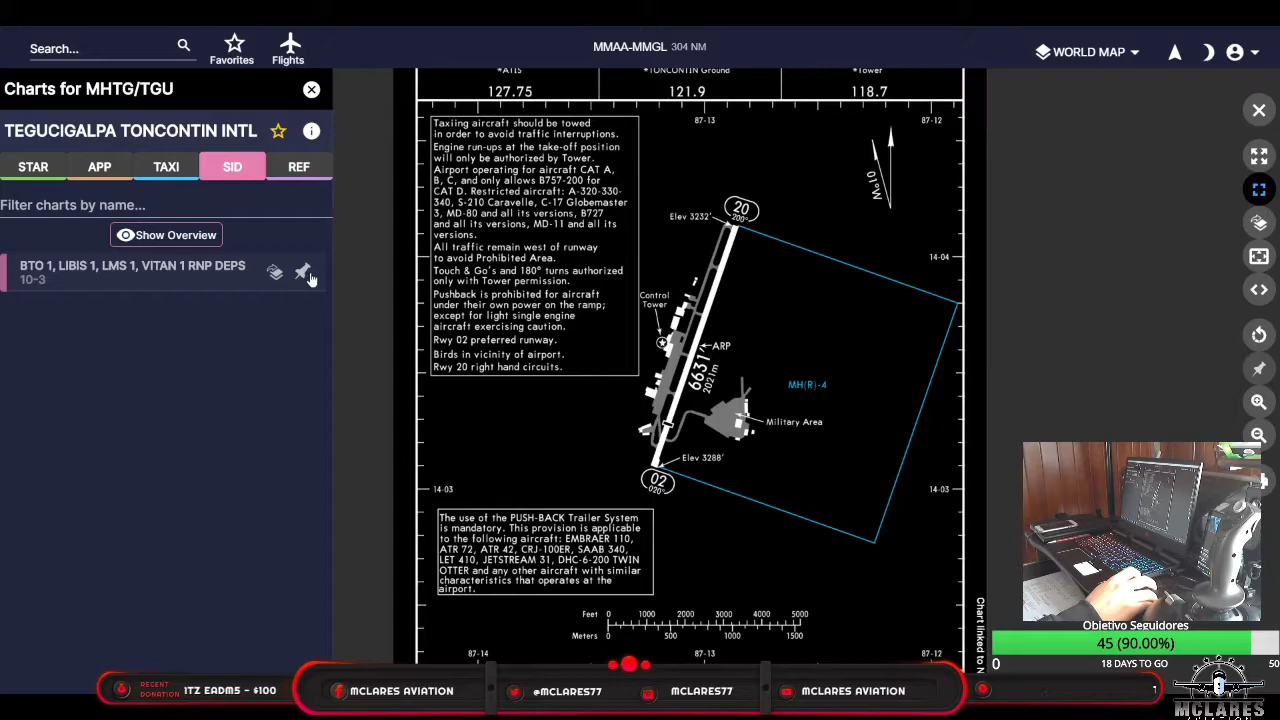 Search...
Favorites
Flights
MMAA-MMGL 304 NM
WORLD MAP
Charts for MHTG/TGU
TEGUCIGALPA TONCONTIN INTL
STAR
APP
TAXI
SID
REF
Filter charts by name...
Show Overview
BTO 1, LIBIS 1, LMS 1, VITAN 1 RNP DEPS
10-3
*ATIS
*TONCONTIN Ground
*Tower
127.75
121.9
118.7
87-13
87-12
Taxiing aircraft should be towed
in order to avoid traffic interruptions.
Engine run-ups at the take-off position
will only be authorized by Tower.
Airport operating for aircraft CAT A,
B, C, and only allows B757-200 for
CAT D. Restricted aircraft: A-320-330-
340, S-210 Caravelle, C-17 Globemaster
3, MD-80 and all its versions, B727
and all its versions, MD-11 and all its
versions.
All traffic remain west of runway
to avoid Prohibited Area.
Touch & Go's and 180° turns authorized
only with Tower permission.
Pushback is prohibited for aircraft
under their own power on the ramp;
except for light single engine
aircraft exercising caution.
Rwy 02 preferred runway.
Birds in vicinity of airport.
Rwy 20 right hand circuits.
01°W
20
200°
Elev 3232'
14-04
Control
Tower
ARP
6631'
2021m
MH(R)-4
Military Area
Elev 3288'
02
020°
14-03
14-03
The use of the PUSH-BACK Trailer System
is mandatory. This provision is applicable
to the following aircraft: EMBRAER 110,
ATR 72, ATR 42, CRJ-100ER, SAAB 340,
LET 410, JETSTREAM 31, DHC-6-200 TWIN
OTTER and any other aircraft with similar
characteristics that operates at the
airport.
Feet 0 1000 2000 3000 4000 5000
Meters 0 500 1000 1500
87-14
87-13
87-12
Chart linked to N
Objetivo Seguidores
45 (90.00%)
0
18 DAYS TO GO
50
RECENT
DONATION
EADM5 - $100
MCLARES AVIATION
@MCLARES77
MCLARES77
MCLARES AVIATION
MCLARES